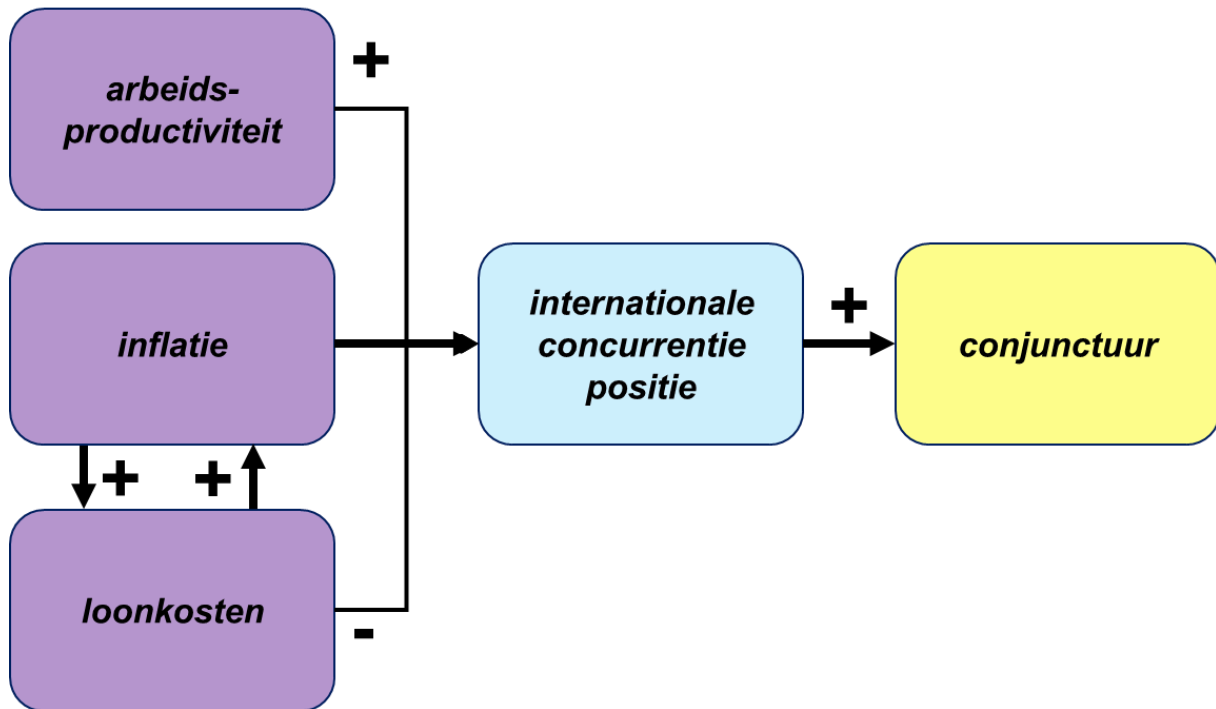 arbeids-
productiviteit
+
inflatie
internationale
concurrentie
positie
+
conjunctuur
+
+
loonkosten
-